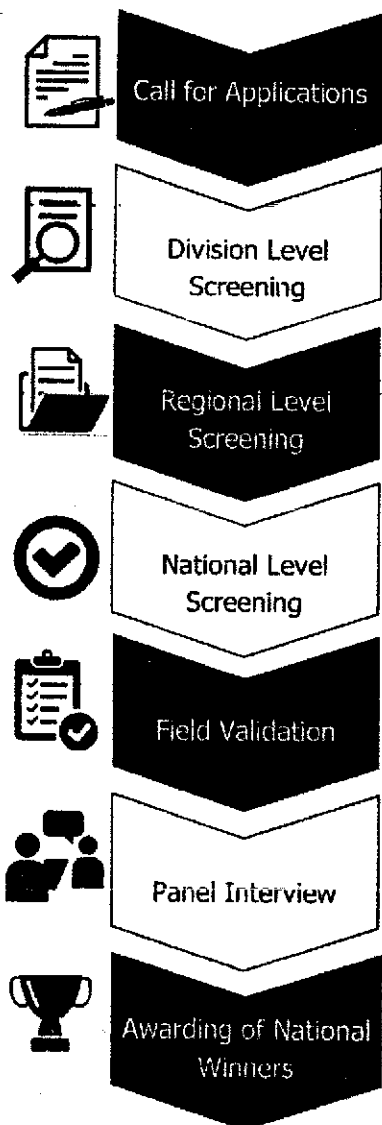 Call for Applications
Division Level
Screening
Regional Level
Screening
National Level
Screening
Field Validation
Panel Interview
Awarding of National
Winners